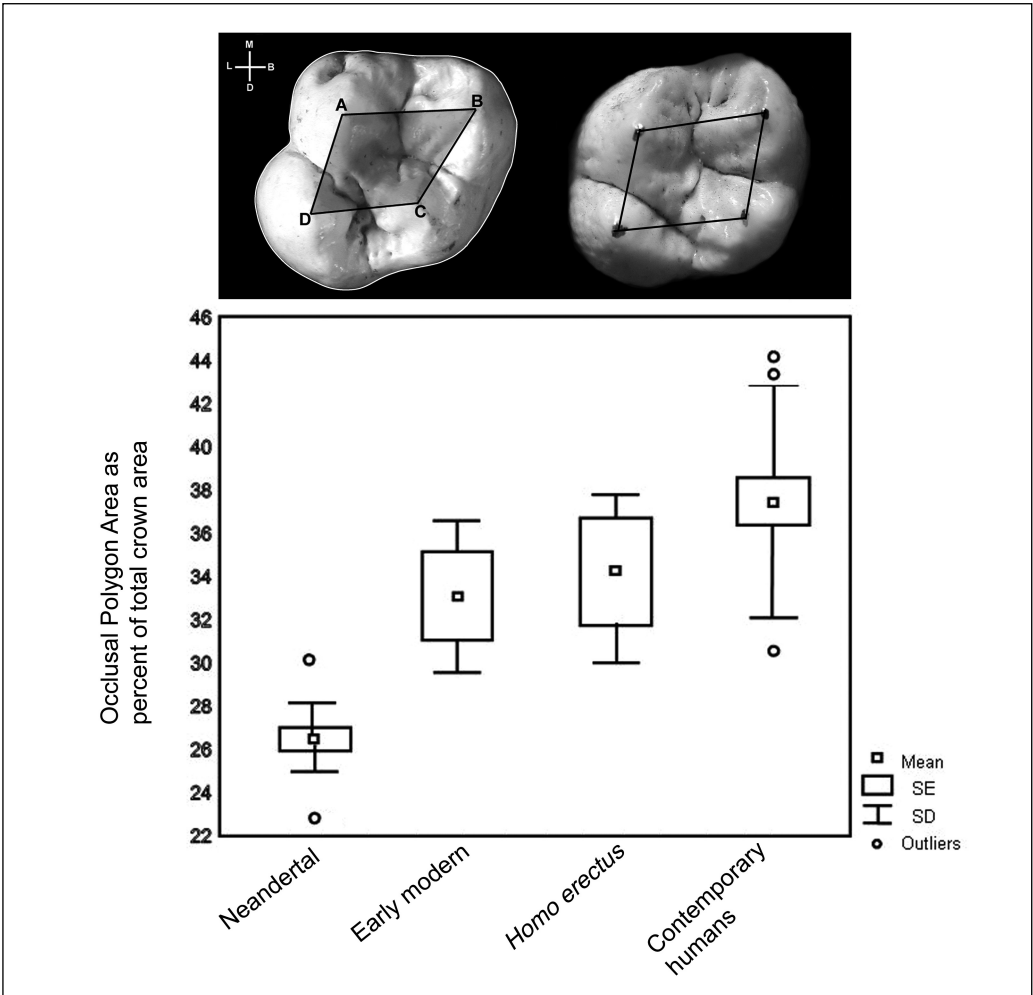 M
L B
D
A
B
D
C
46
44
42
40
38
36
34
32
30
28
26
24
22
Occlusal Polygon Area as
percent of total crown area
Mean
SE
SD
Outliers
Neandertal
Early modern
Homo erectus
Contemporary
humans